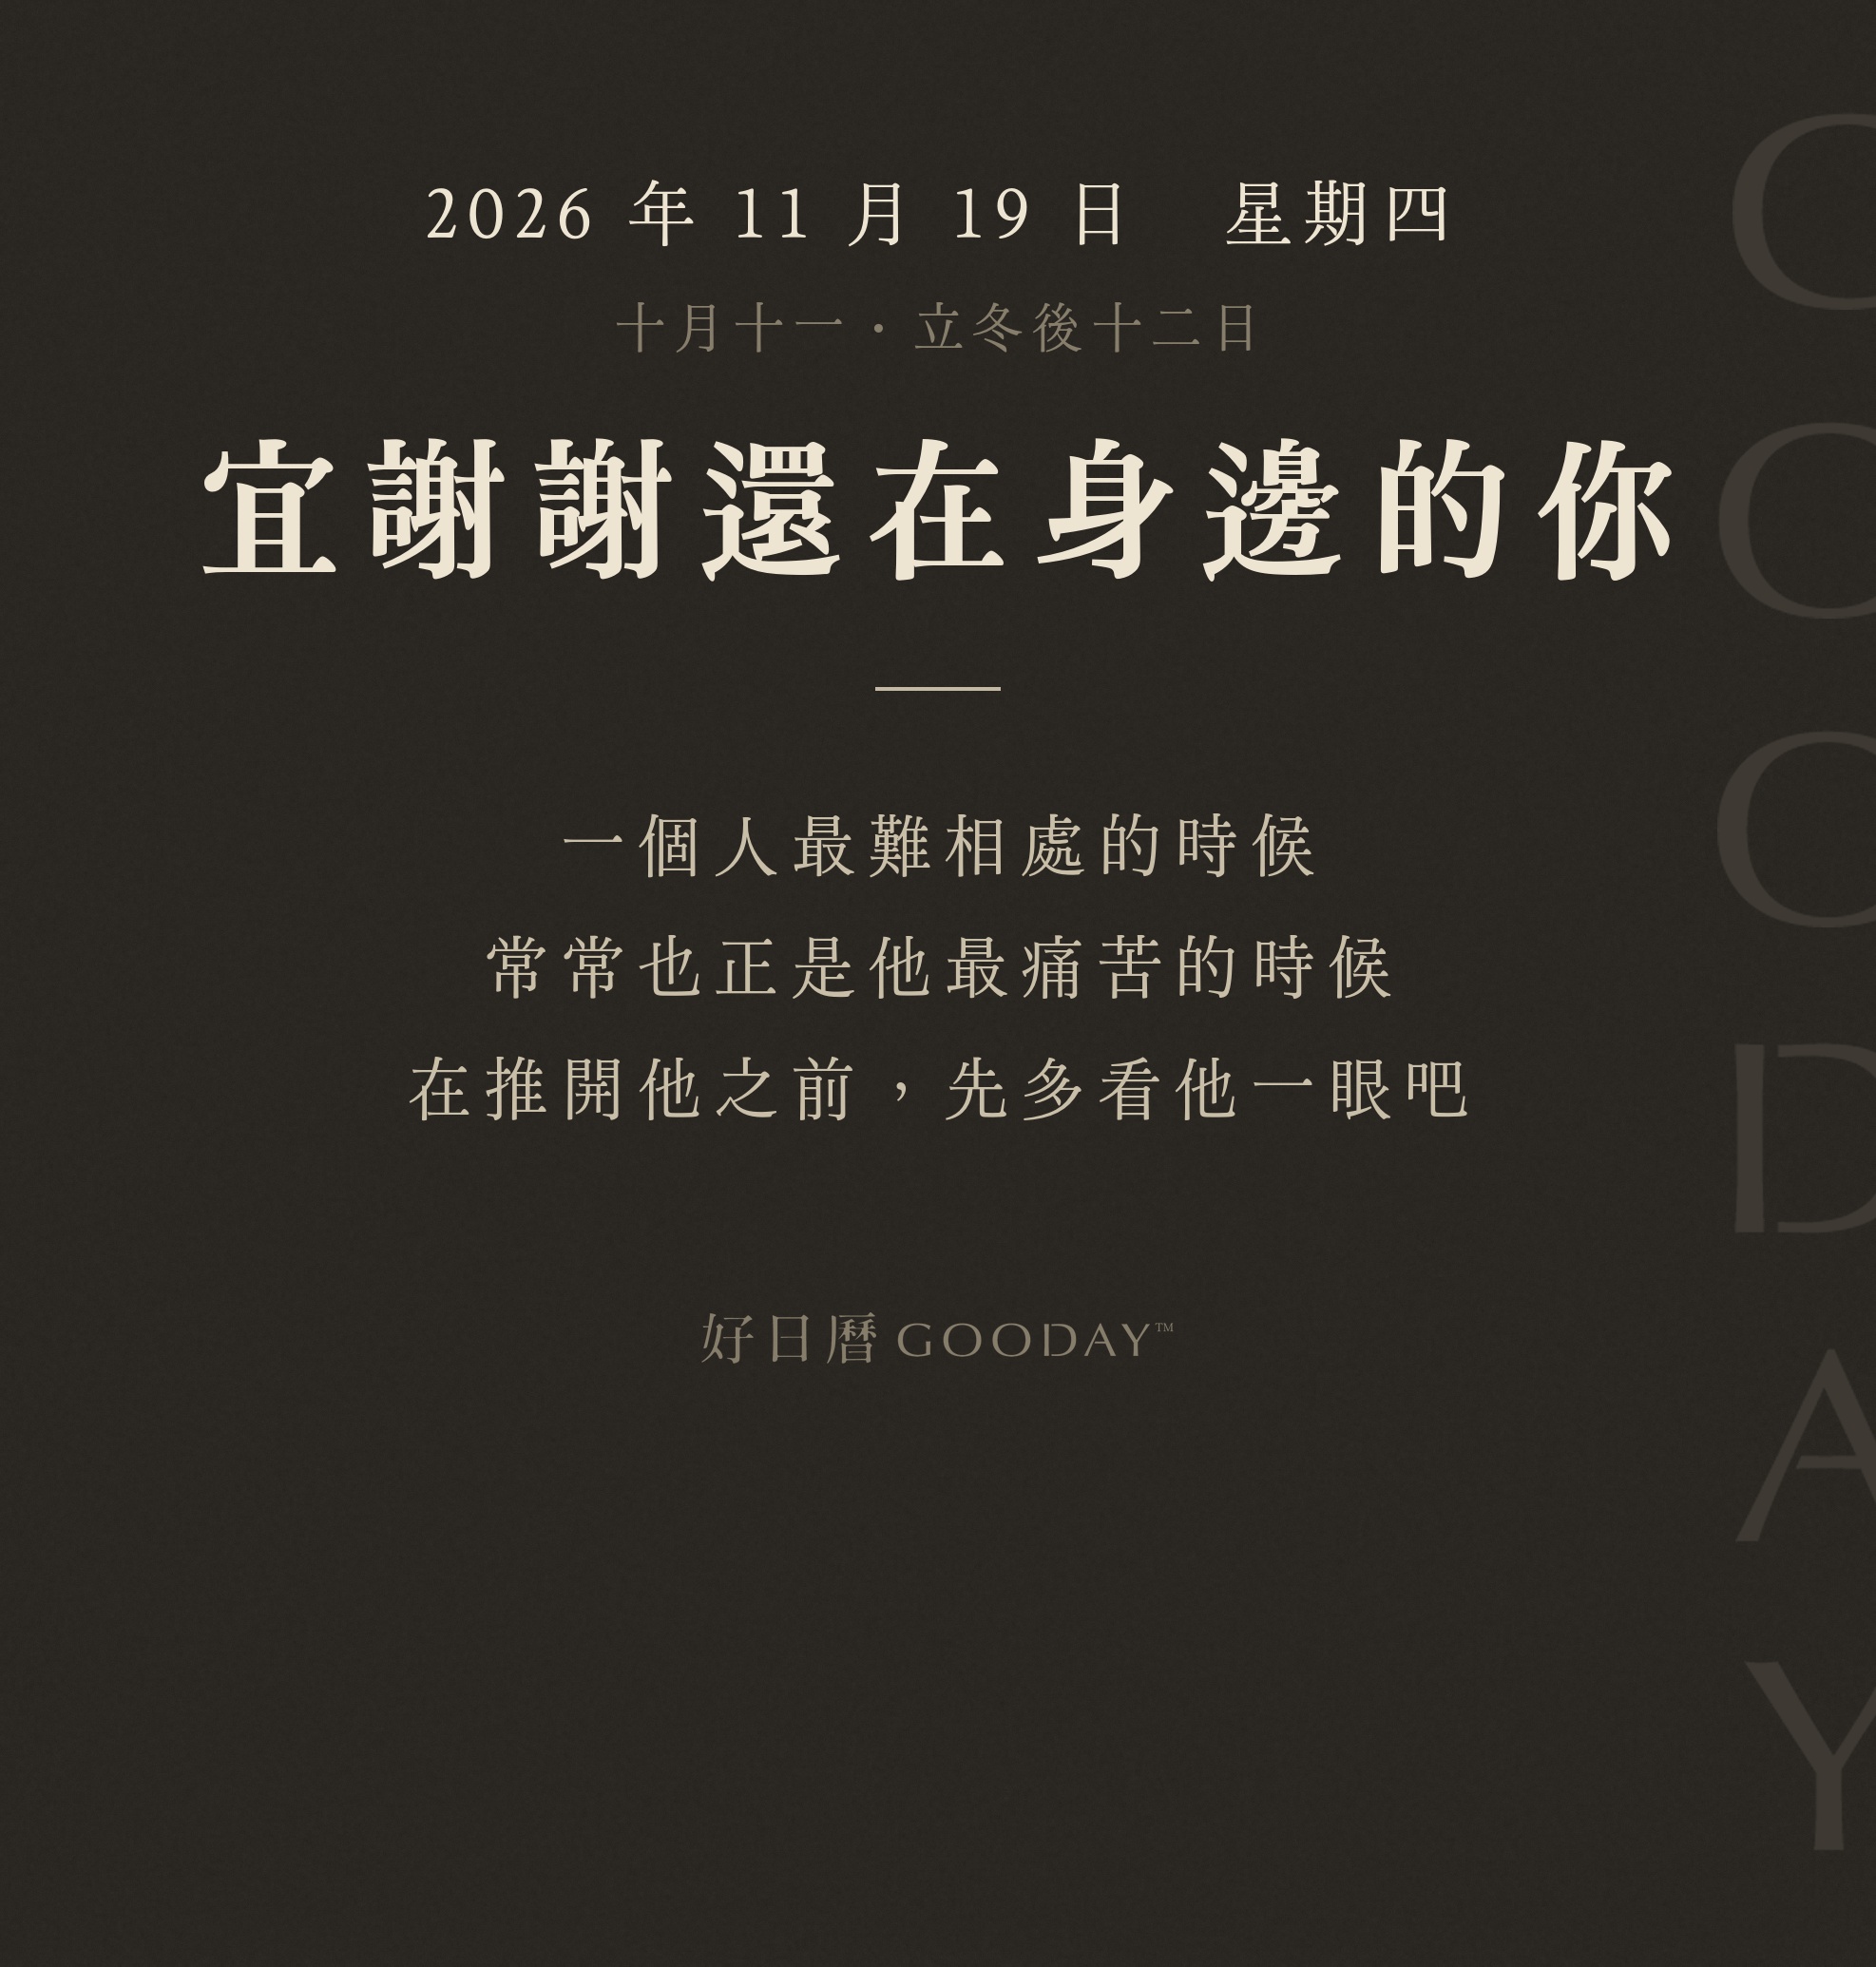 2026 年 11 月 19 日　星期四
十月十一・立冬後十二日
宜謝謝還在身邊的你
一個人最難相處的時候
常常也正是他最痛苦的時候
在推開他之前，先多看他一眼吧
好日曆 GOODAY™
GOODAY